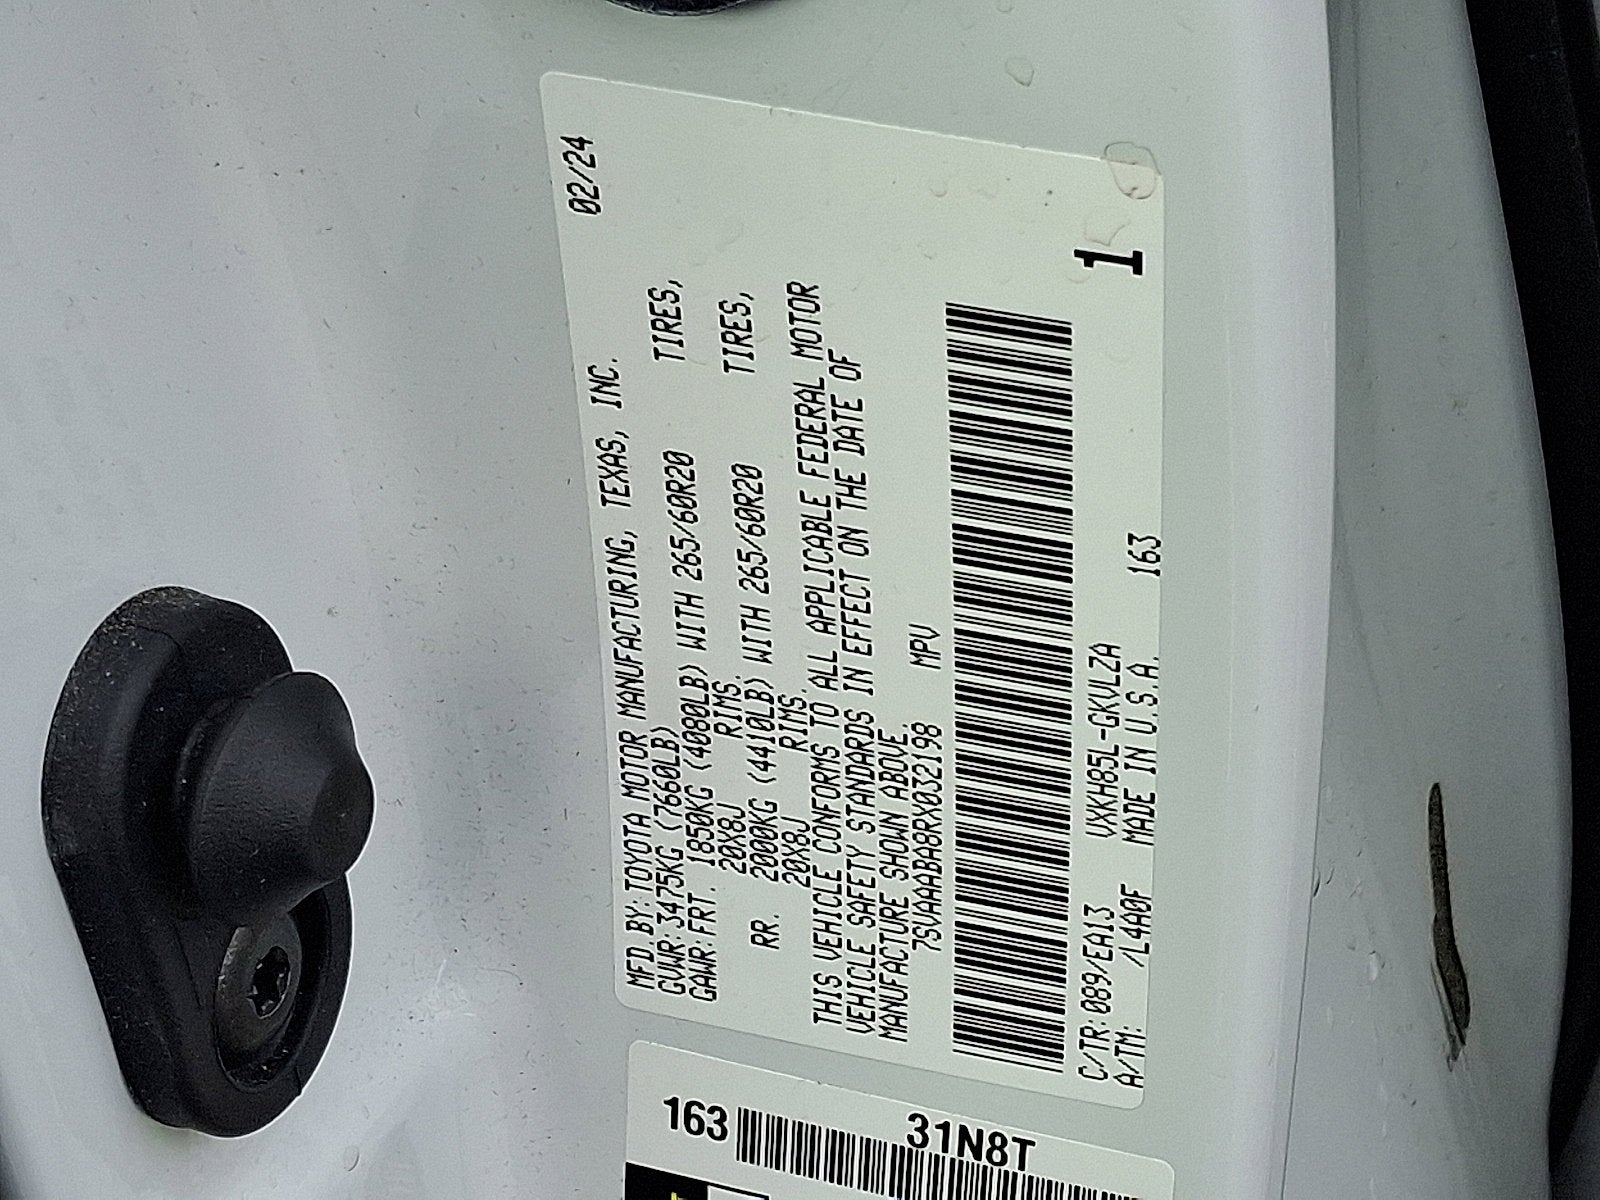 02/24
MFD.BY:TOYOTA MOTOR MANUFACTURING, TEXAS, INC.
GVWR:3475KG (7660LB)
GAWR:FRT. 1850KG (4080LB) WITH 265/60R20 TIRES,
20X8J RIMS.
RR. 2000KG (4410LB) WITH 265/60R20 TIRES,
20X8J RIMS.
THIS VEHICLE CONFORMS TO ALL APPLICABLE FEDERAL MOTOR
VEHICLE SAFETY STANDARDS IN EFFECT ON THE DATE OF
MANUFACTURE SHOWN ABOVE.
7SVAAABA8RX032198 MPV
1
C/TR:089/EA13 VXKH85L-GKVLZA
A/TM: /L4A0F MADE IN U.S.A. 163
163
31N8T